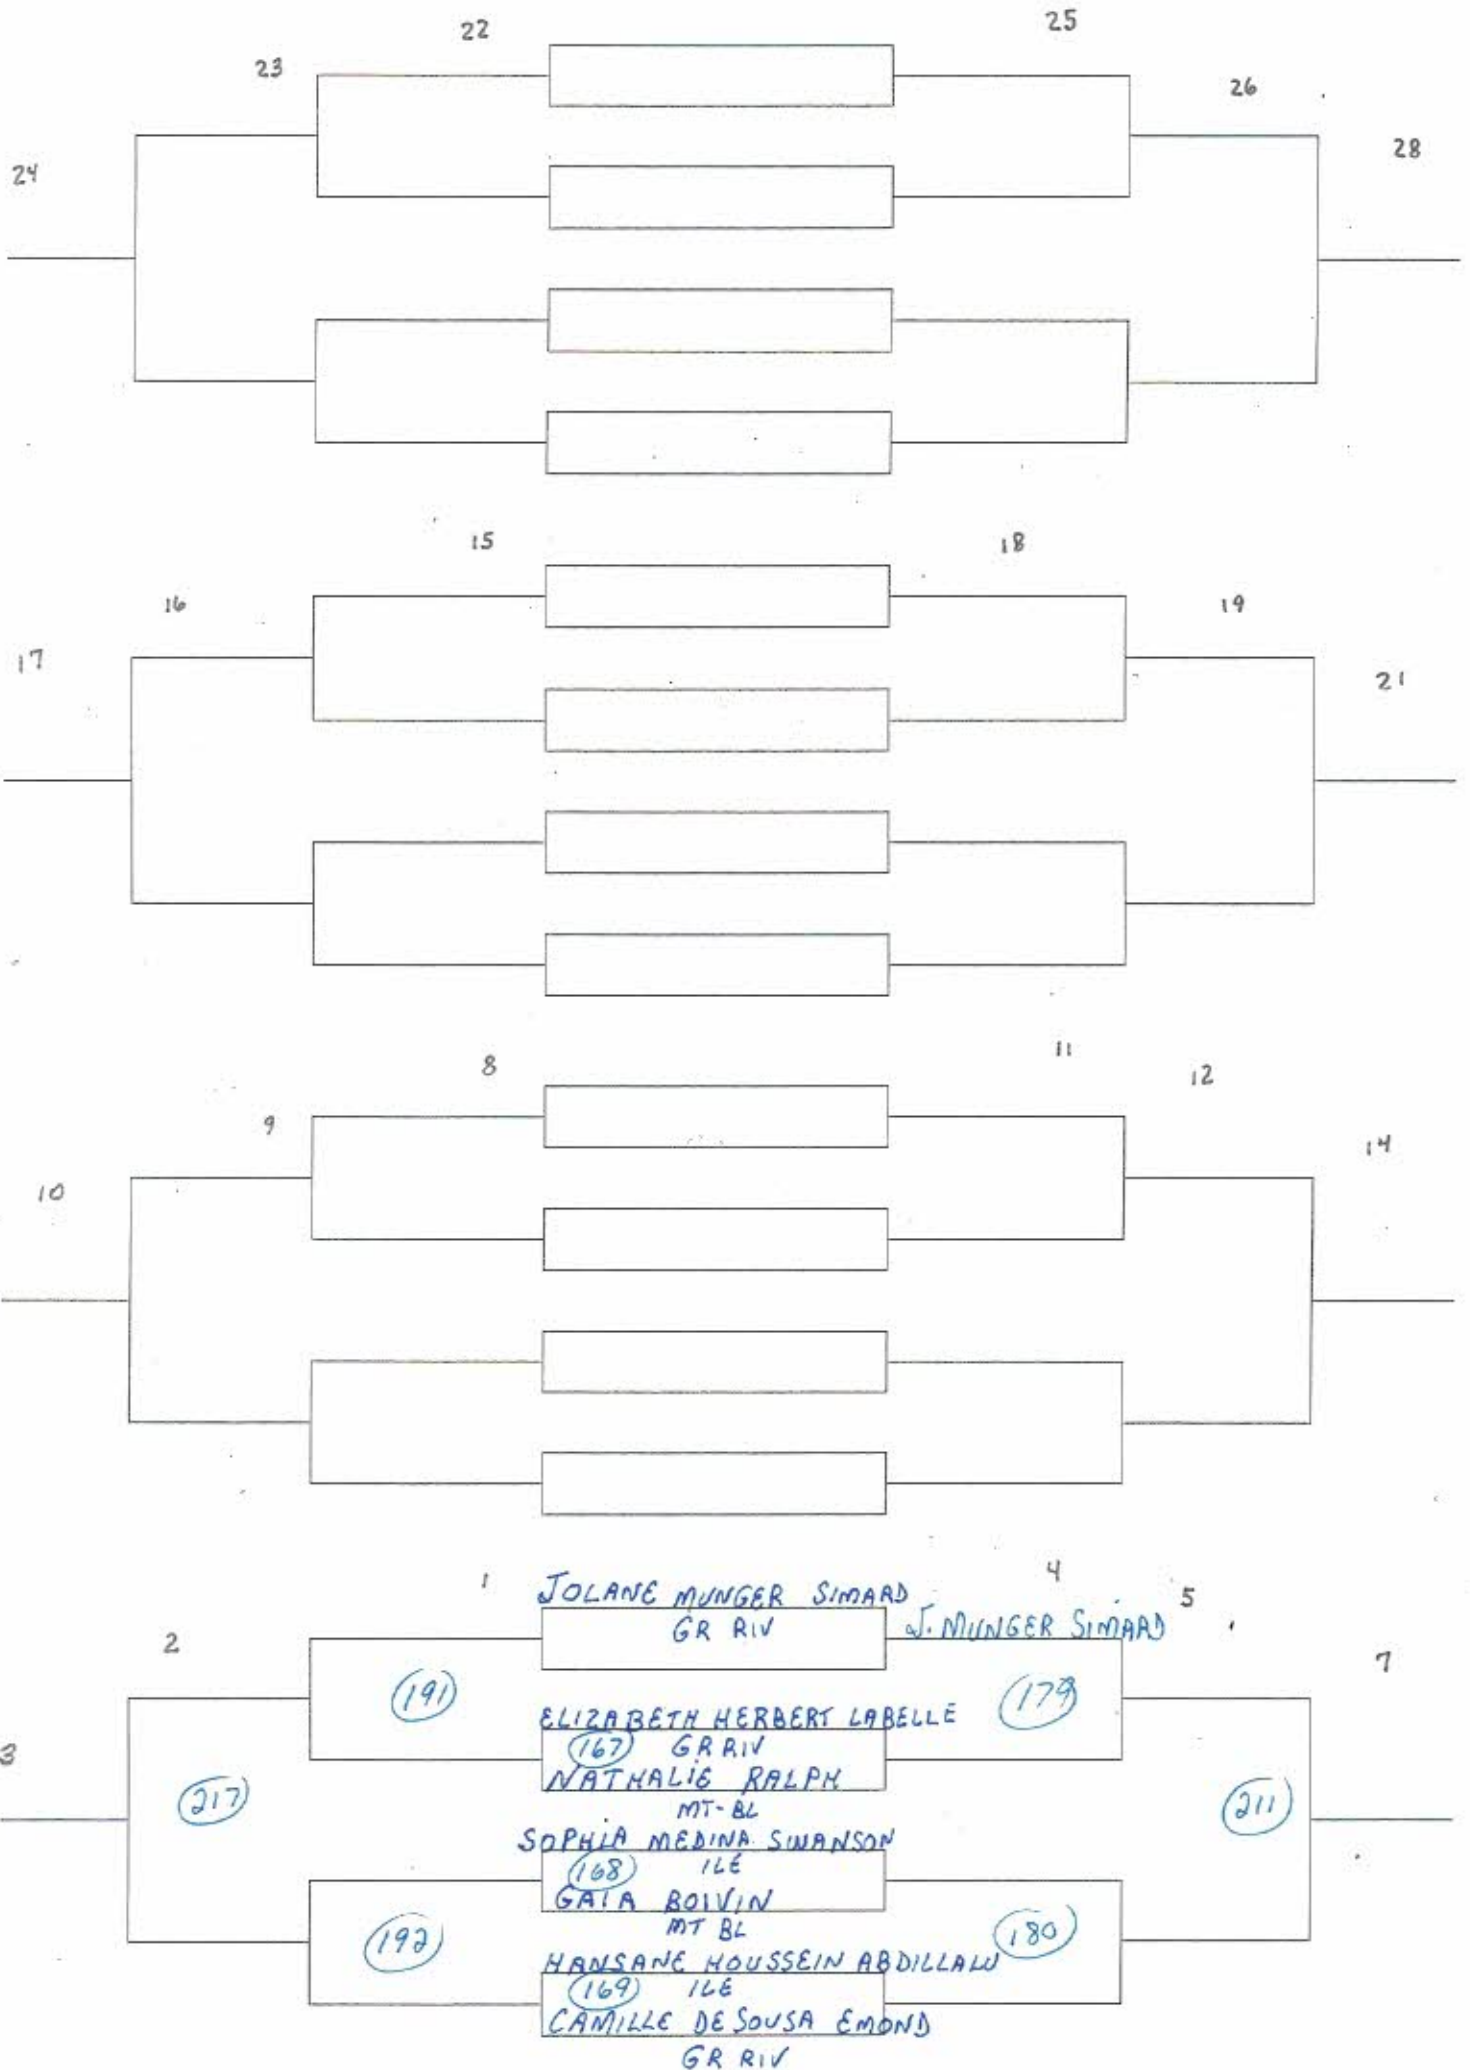 22
25
23
26
24
28
15
18
16
19
17
21
8
11
9
12
10
14
1
JOLANE MUNGER SIMARD
4
5
GR RIV
J. MUNGER SIMARD
2
7
191
179
ELIZABETH HERBERT LABELLE
3
167 GR RIV
217
NATHALIE RALPH
211
MT-BL
SOPHIA MEDINA SWANSON
168 ILE
GAIA BOIVIN
MT BL
192
180
HANSANE HOUSSEIN ABDILLAHI
169 ILE
CAMILLE DE SOUSA EMOND
GR RIV